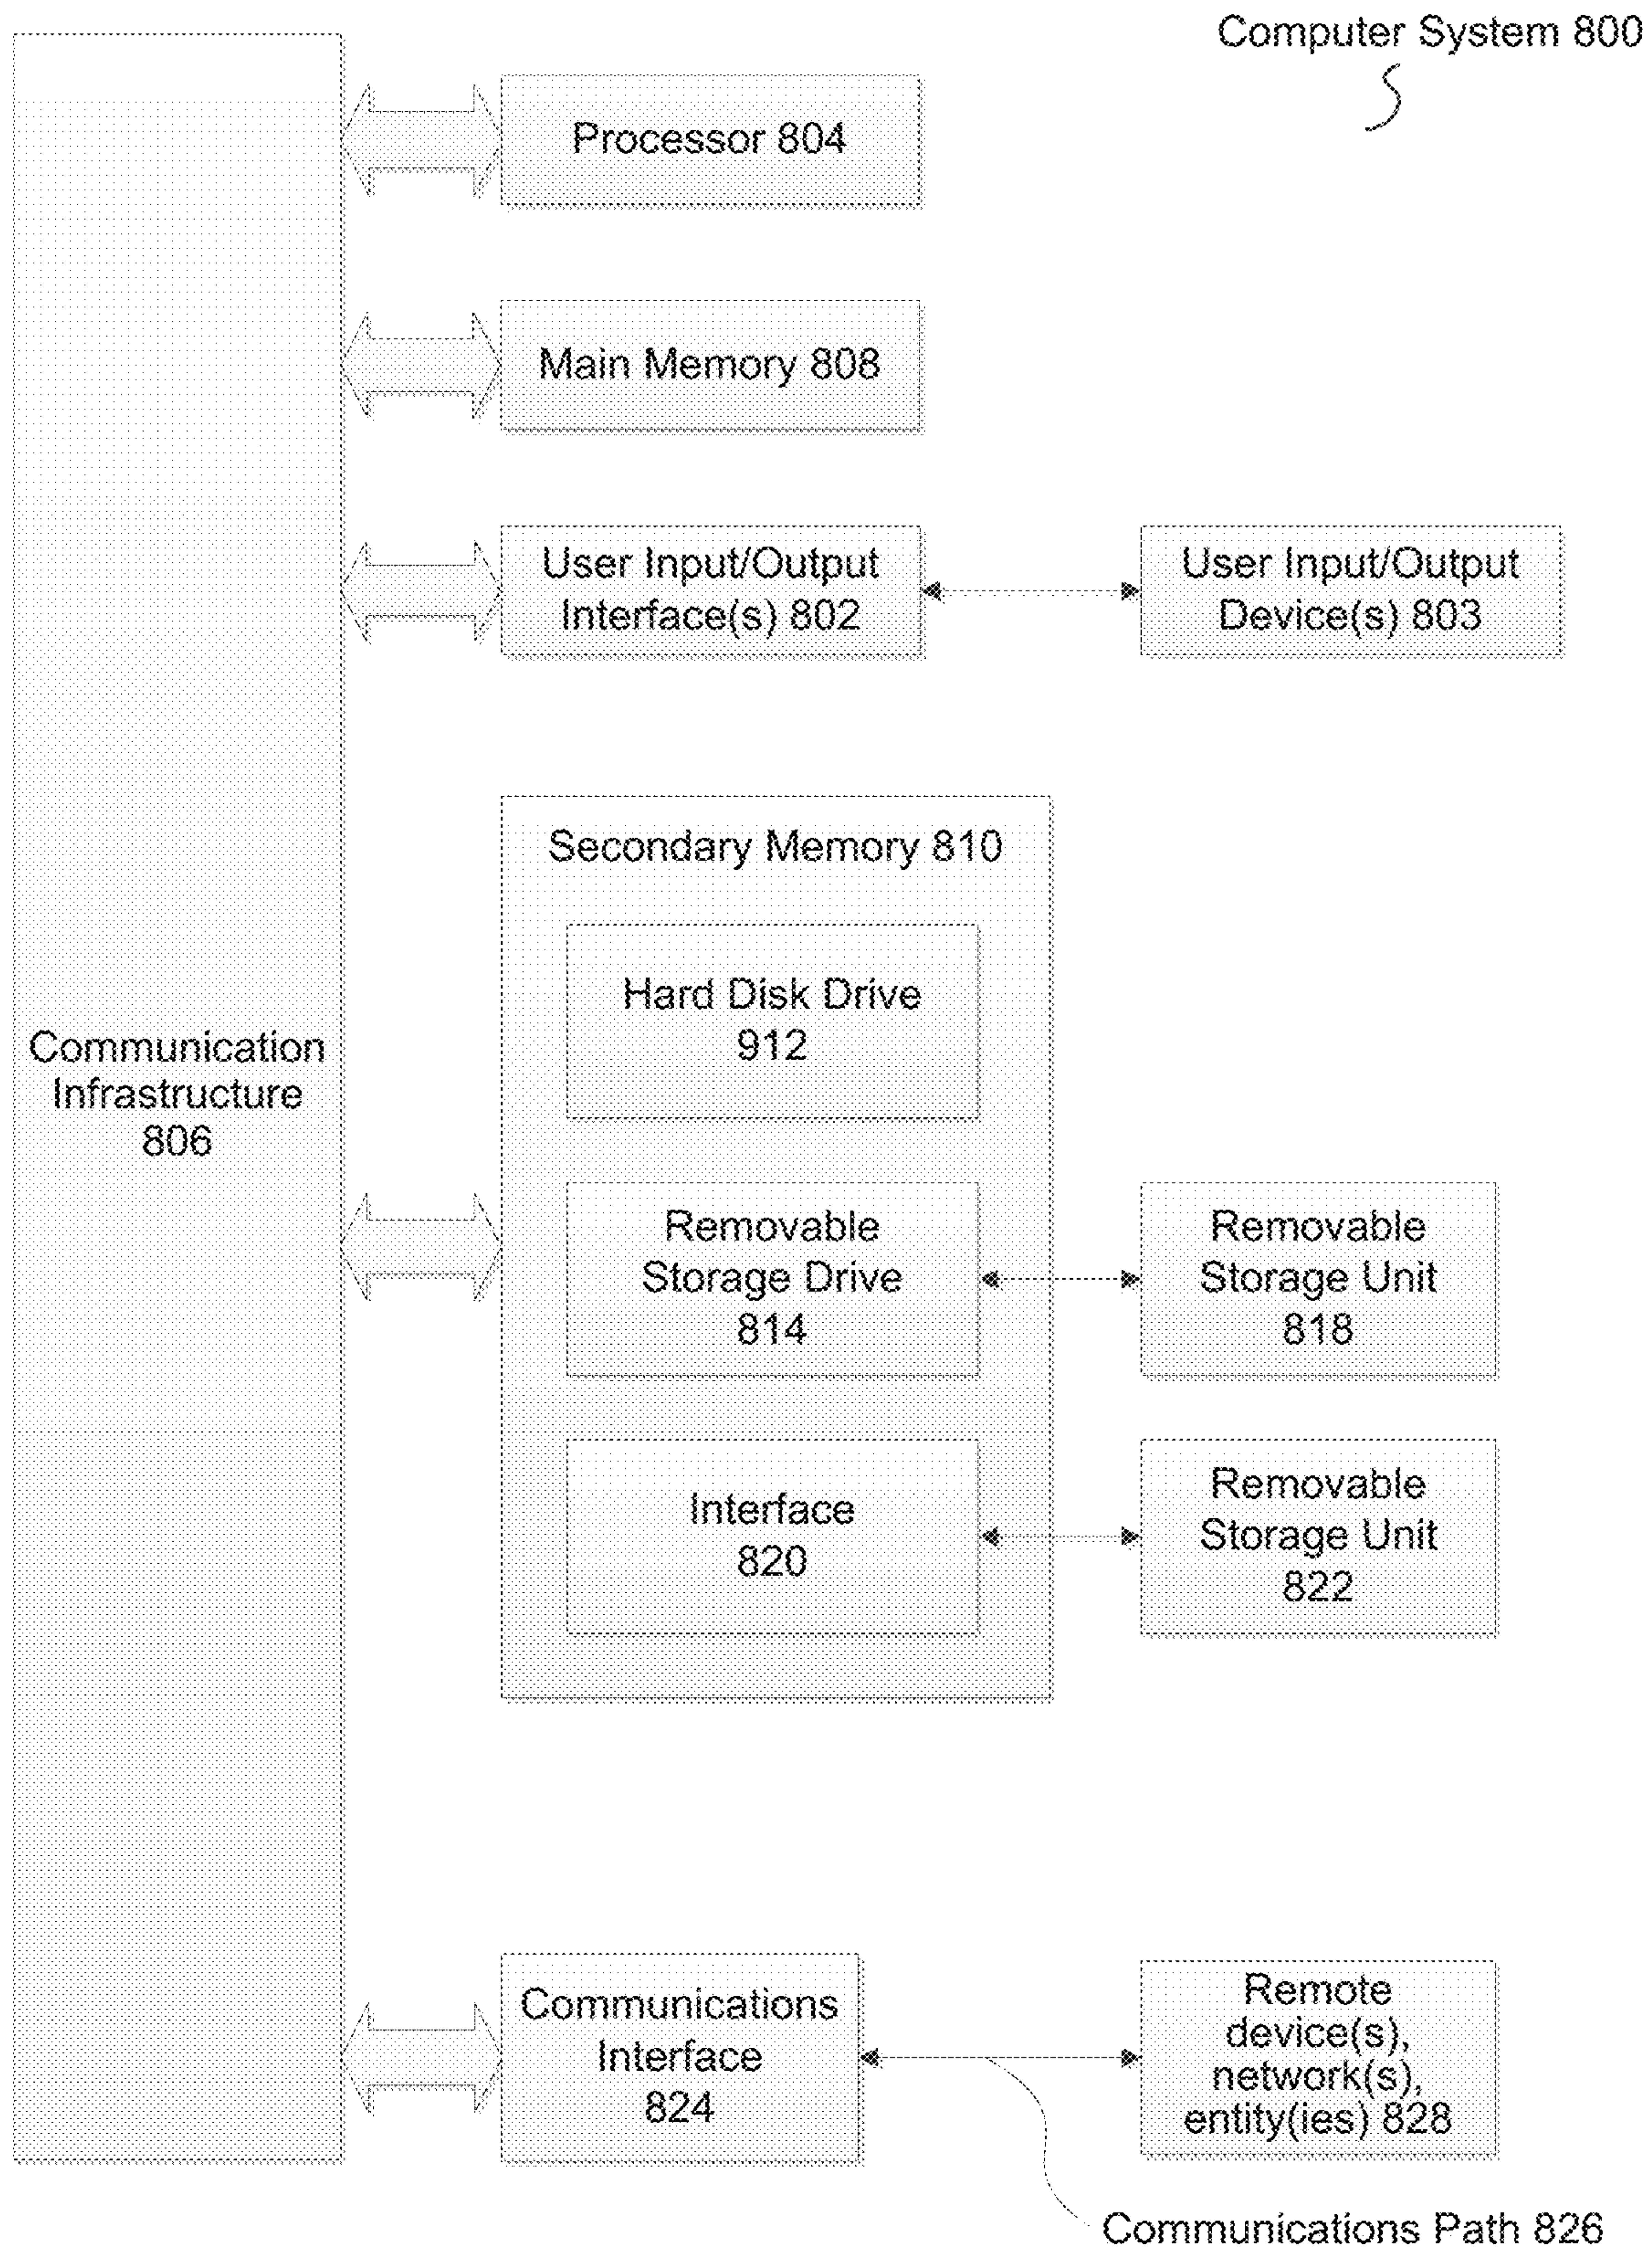 Computer System 800
Processor 804
Main Memory 808
User Input/Output
Interface(s) 802
User Input/Output
Device(s) 803
Secondary Memory 810
Hard Disk Drive
912
Communication
Infrastructure
806
Removable
Storage Drive
814
Removable
Storage Unit
818
Interface
820
Removable
Storage Unit
822
Communications
Interface
824
Remote
device(s),
network(s),
entity(ies) 828
Communications Path 826